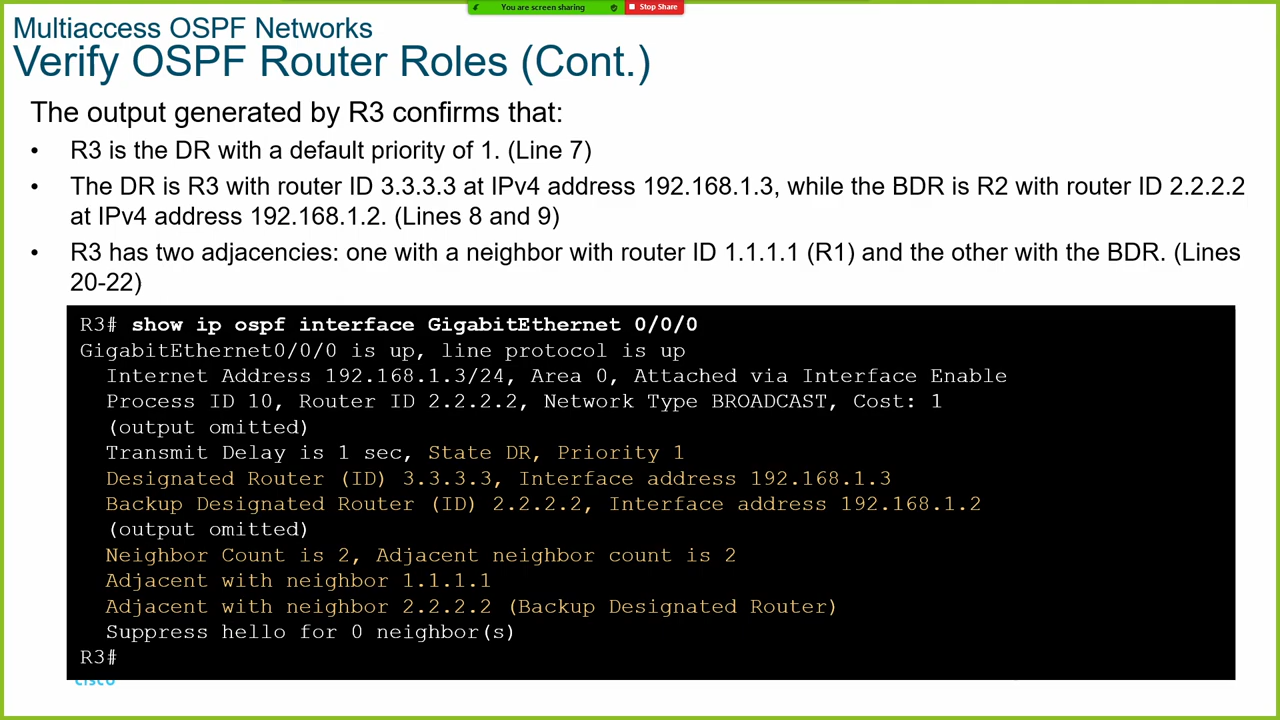 You are screen sharing
Stop Share
Multiaccess OSPF Networks
Verify OSPF Router Roles (Cont.)
The output generated by R3 confirms that:
• R3 is the DR with a default priority of 1. (Line 7)
• The DR is R3 with router ID 3.3.3.3 at IPv4 address 192.168.1.3, while the BDR is R2 with router ID 2.2.2.2
at IPv4 address 192.168.1.2. (Lines 8 and 9)
• R3 has two adjacencies: one with a neighbor with router ID 1.1.1.1 (R1) and the other with the BDR. (Lines
20-22)
R3# show ip ospf interface GigabitEthernet 0/0/0
GigabitEthernet0/0/0 is up, line protocol is up
Internet Address 192.168.1.3/24, Area 0, Attached via Interface Enable
Process ID 10, Router ID 2.2.2.2, Network Type BROADCAST, Cost: 1
(output omitted)
Transmit Delay is 1 sec, State DR, Priority 1
Designated Router (ID) 3.3.3.3, Interface address 192.168.1.3
Backup Designated Router (ID) 2.2.2.2, Interface address 192.168.1.2
(output omitted)
Neighbor Count is 2, Adjacent neighbor count is 2
Adjacent with neighbor 1.1.1.1
Adjacent with neighbor 2.2.2.2 (Backup Designated Router)
Suppress hello for 0 neighbor(s)
R3#
cisco